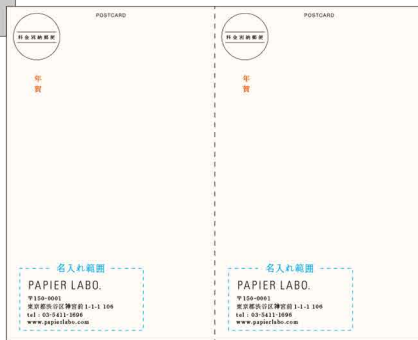 POSTCARD
料金別納郵便
年
賀
名入れ範囲
PAPIER LABO.
〒150-0001
東京都渋谷区神宮前 1-1-1 106
tel : 03-5411-1696
www.papierlabo.com
POSTCARD
料金別納郵便
年
賀
名入れ範囲
PAPIER LABO.
〒150-0001
東京都渋谷区神宮前 1-1-1 106
tel : 03-5411-1696
www.papierlabo.com